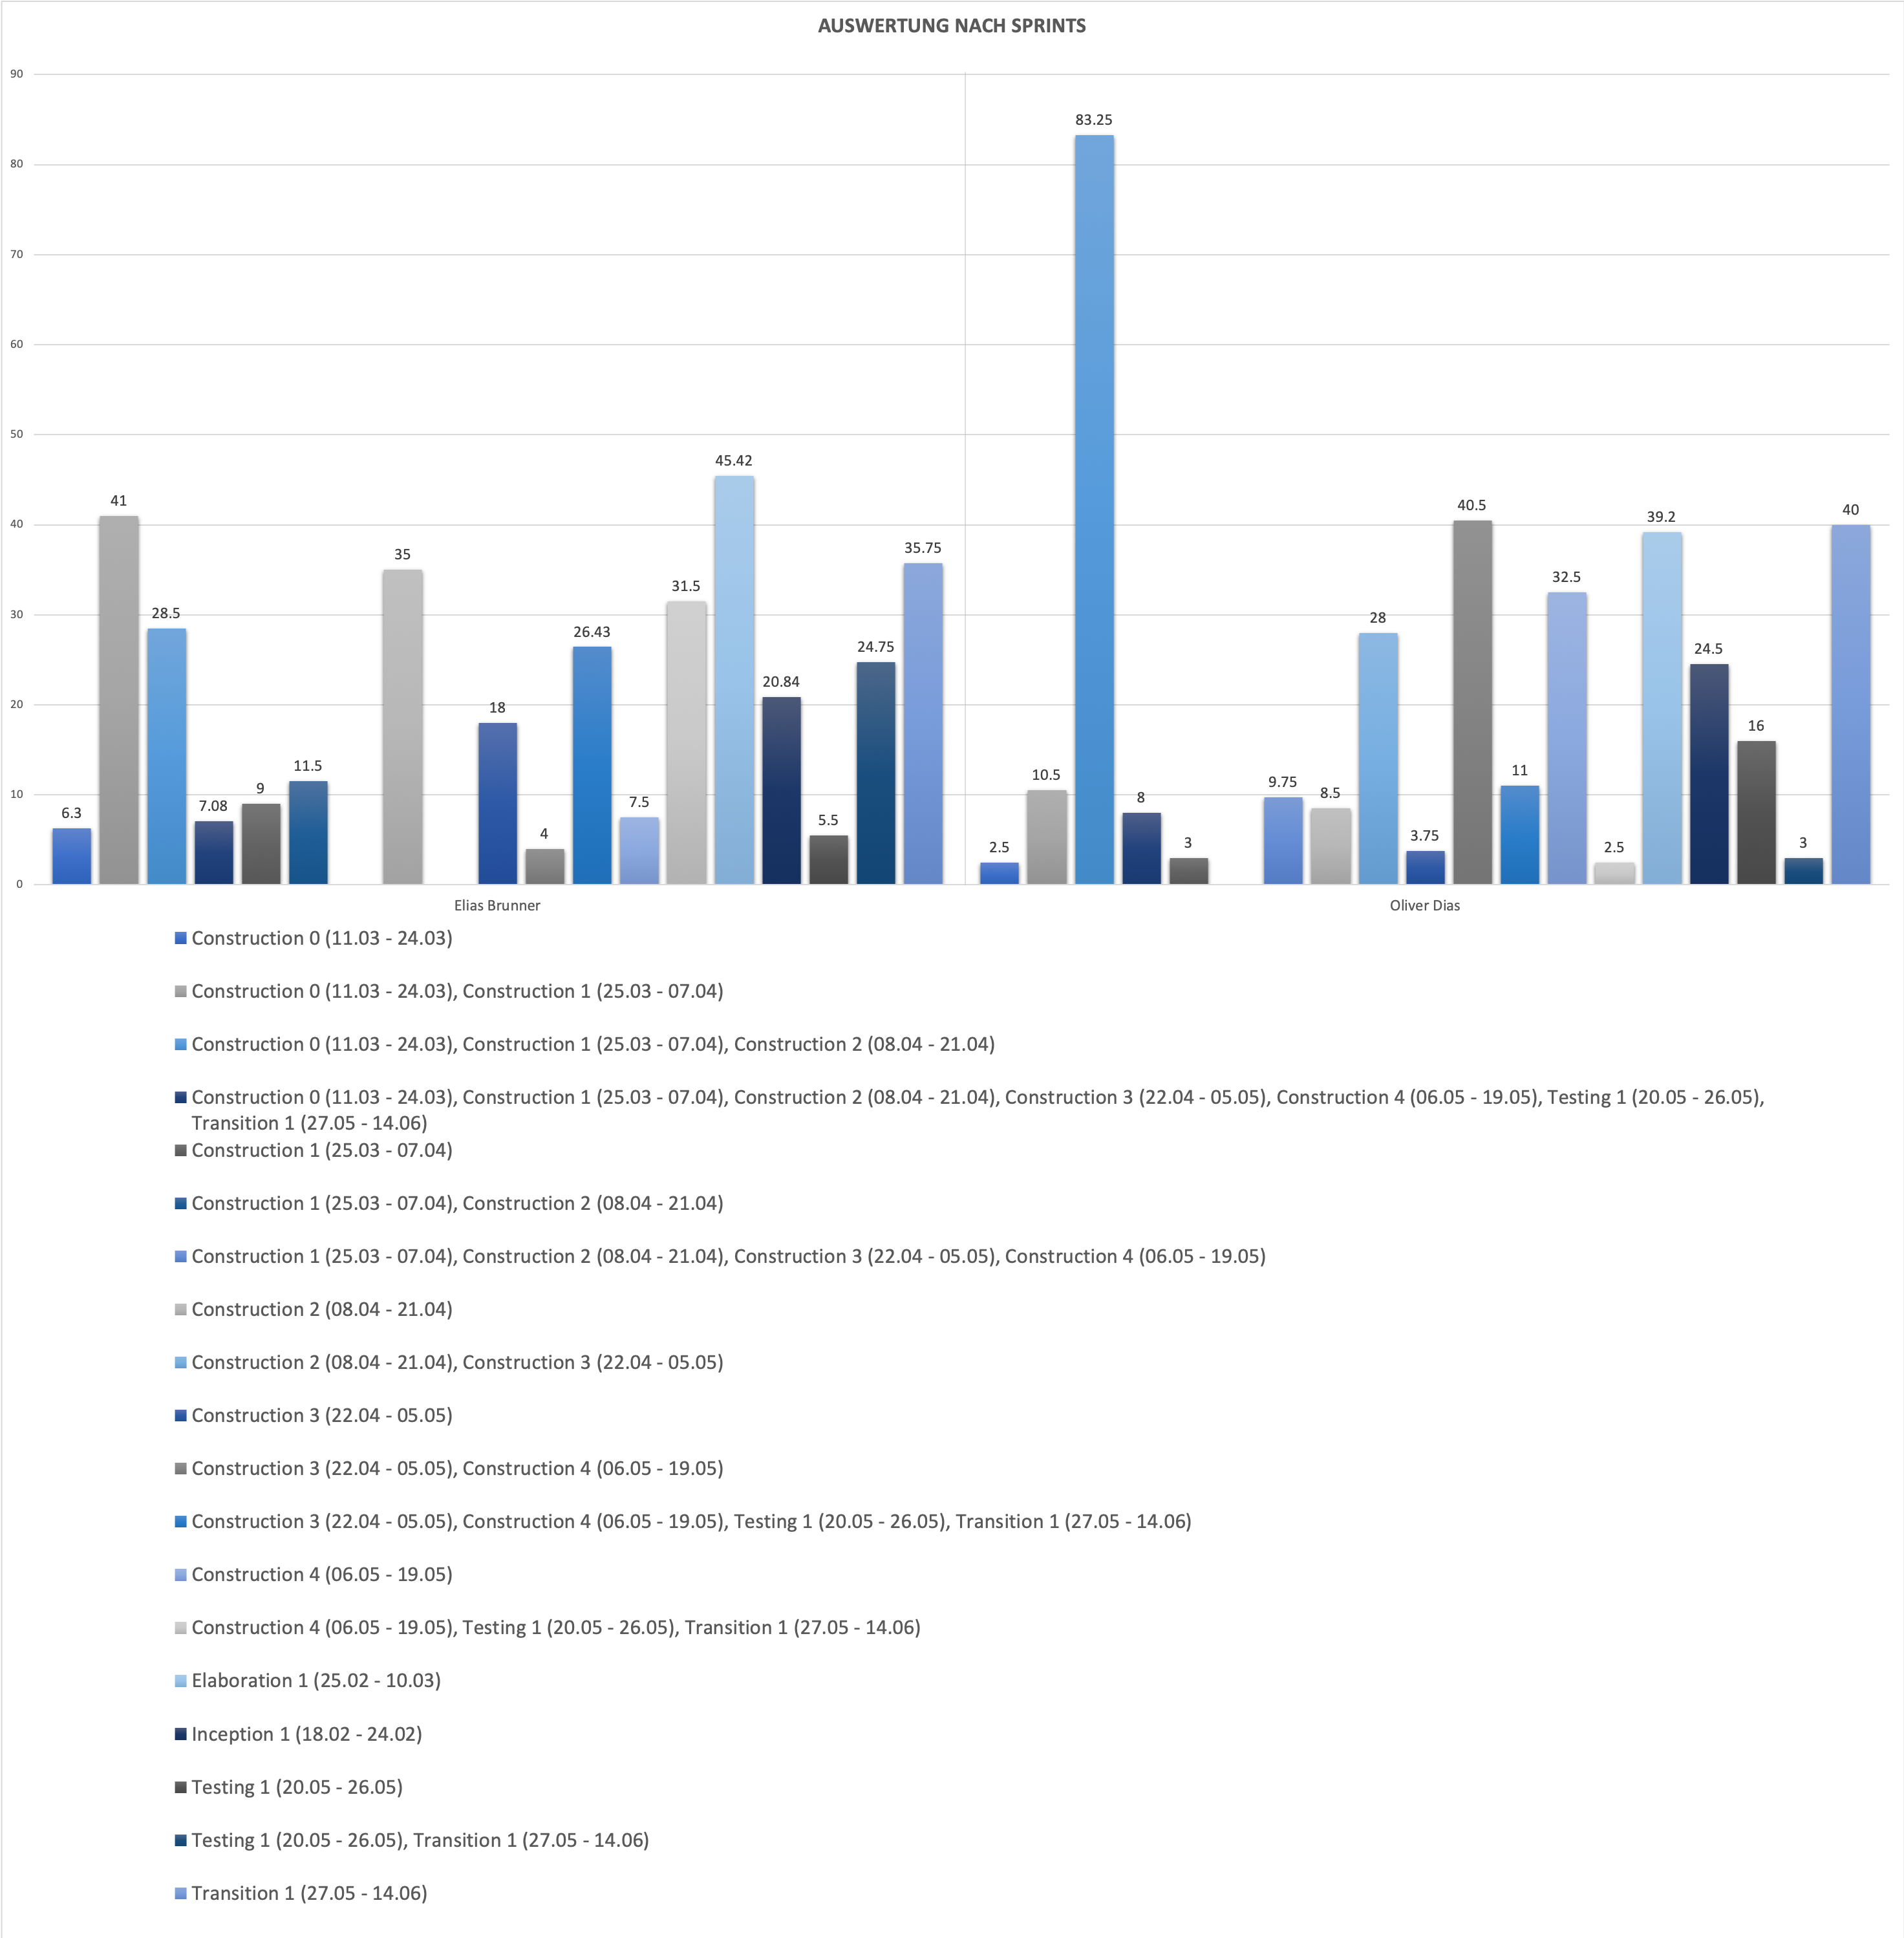 AUSWERTUNG NACH SPRINTS
90
80
70
60
50
40
30
20
10
0
6.3
41
28.5
7.08
9
11.5
35
18
4
26.43
7.5
31.5
45.42
20.84
5.5
24.75
35.75
2.5
10.5
83.25
8
3
9.75
8.5
28
3.75
40.5
11
32.5
2.5
39.2
24.5
16
3
40
Elias Brunner
Oliver Dias
Construction 0 (11.03 - 24.03)
Construction 0 (11.03 - 24.03), Construction 1 (25.03 - 07.04)
Construction 0 (11.03 - 24.03), Construction 1 (25.03 - 07.04), Construction 2 (08.04 - 21.04)
Construction 0 (11.03 - 24.03), Construction 1 (25.03 - 07.04), Construction 2 (08.04 - 21.04), Construction 3 (22.04 - 05.05), Construction 4 (06.05 - 19.05), Testing 1 (20.05 - 26.05),
Transition 1 (27.05 - 14.06)
Construction 1 (25.03 - 07.04)
Construction 1 (25.03 - 07.04), Construction 2 (08.04 - 21.04)
Construction 1 (25.03 - 07.04), Construction 2 (08.04 - 21.04), Construction 3 (22.04 - 05.05), Construction 4 (06.05 - 19.05)
Construction 2 (08.04 - 21.04)
Construction 2 (08.04 - 21.04), Construction 3 (22.04 - 05.05)
Construction 3 (22.04 - 05.05)
Construction 3 (22.04 - 05.05), Construction 4 (06.05 - 19.05)
Construction 3 (22.04 - 05.05), Construction 4 (06.05 - 19.05), Testing 1 (20.05 - 26.05), Transition 1 (27.05 - 14.06)
Construction 4 (06.05 - 19.05)
Construction 4 (06.05 - 19.05), Testing 1 (20.05 - 26.05), Transition 1 (27.05 - 14.06)
Elaboration 1 (25.02 - 10.03)
Inception 1 (18.02 - 24.02)
Testing 1 (20.05 - 26.05)
Testing 1 (20.05 - 26.05), Transition 1 (27.05 - 14.06)
Transition 1 (27.05 - 14.06)